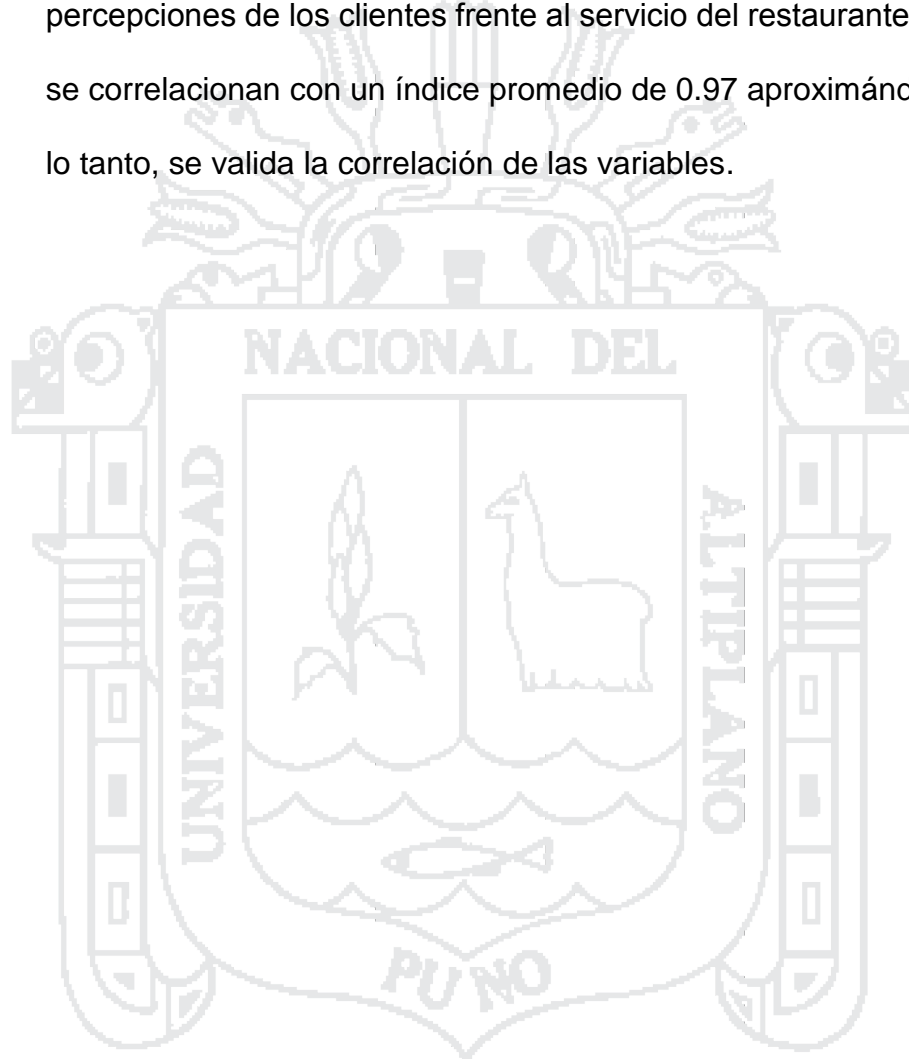 percepciones de los clientes frente al servicio del restaurante
se correlacionan con un índice promedio de 0.97
lo tanto, se valida la correlación de las variables.
NACIONAL DEL
UNIVERSIDAD
ALTIPLANO
PUNO